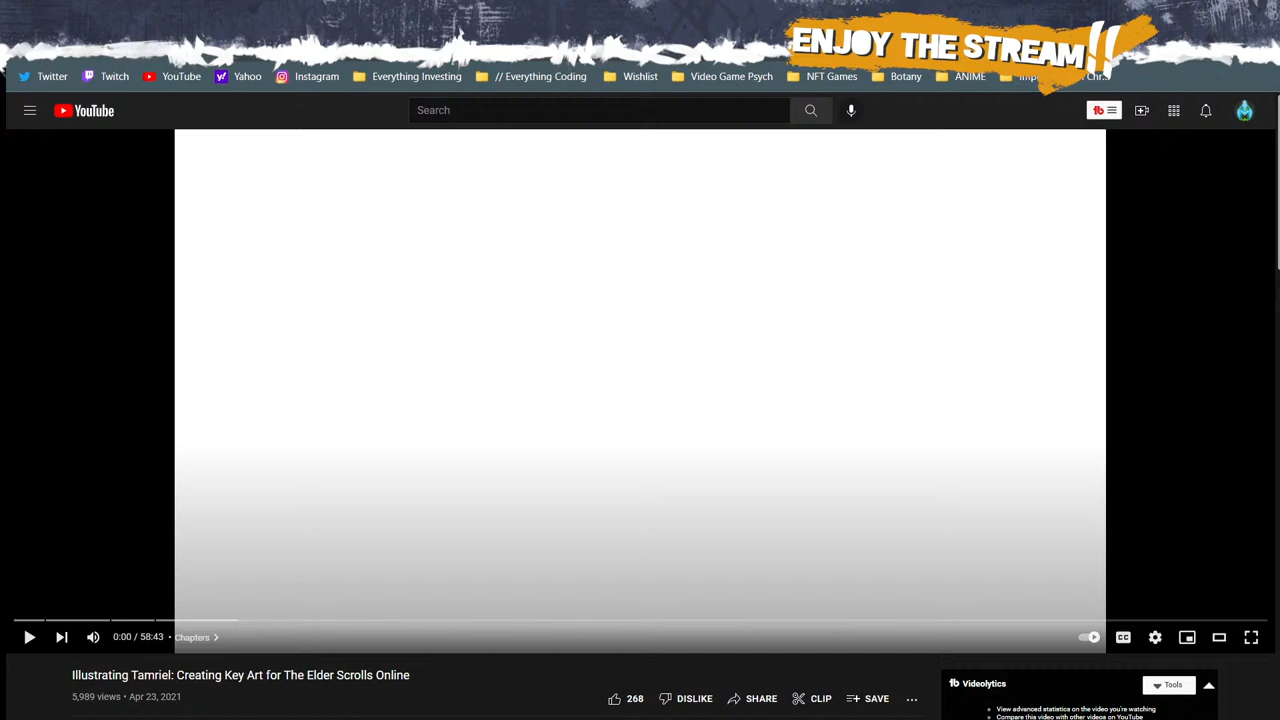 ENJOY THE STREAM!!
Twitter Twitch YouTube Yahoo Instagram Everything Investing // Everything Coding Wishlist Video Game Psych NFT Games Botany ANIME
YouTube Search tb
0:00 / 58:43 • Chapters CC
Illustrating Tamriel: Creating Key Art for The Elder Scrolls Online
5,989 views • Apr 23, 2021 268 DISLIKE SHARE CLIP SAVE ...
tb Videolytics Tools
View advanced statistics on the video you're watching
Compare this video with other videos on YouTube